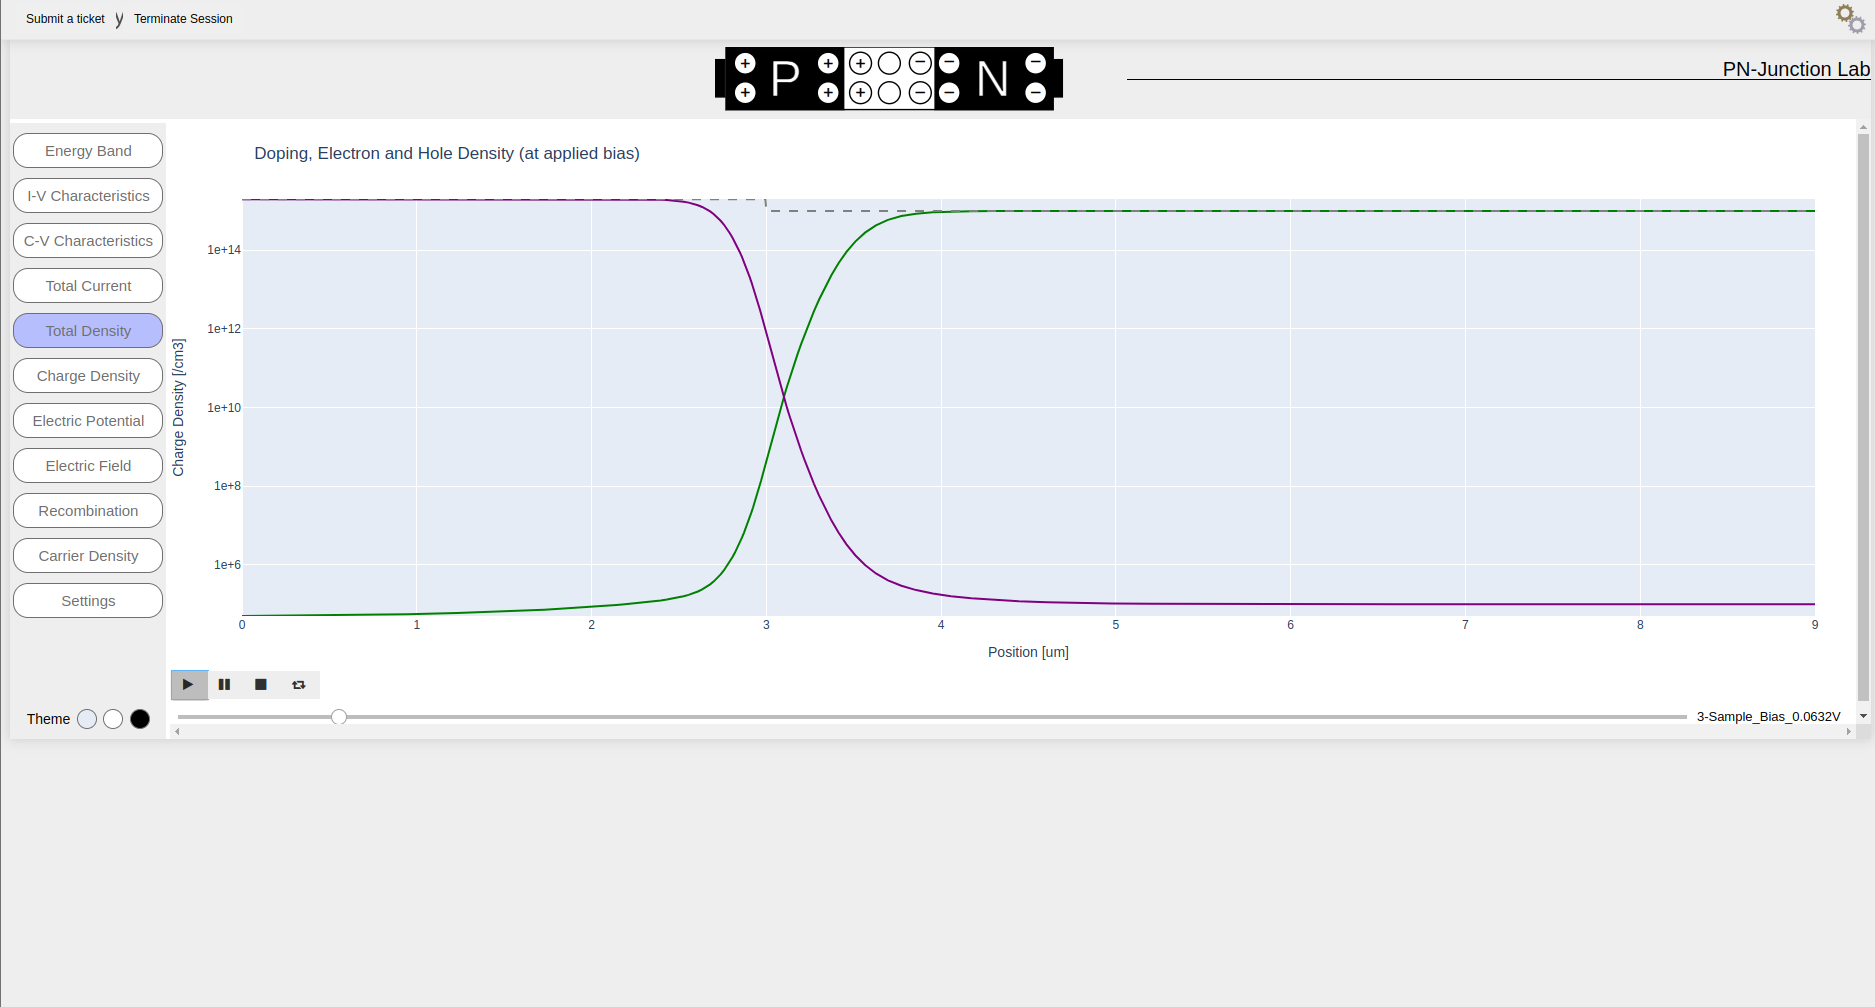 Submit a ticket Terminate Session
+ P + + − − N −
+ + + − − −
PN-Junction Lab
Energy Band
I-V Characteristics
C-V Characteristics
Total Current
Total Density
Charge Density
Electric Potential
Electric Field
Recombination
Carrier Density
Settings
Theme
Doping, Electron and Hole Density (at applied bias)
Charge Density [/cm3]
1e+14
1e+12
1e+10
1e+8
1e+6
0 1 2 3 4 5 6 7 8 9
Position [um]
3-Sample_Bias_0.0632V